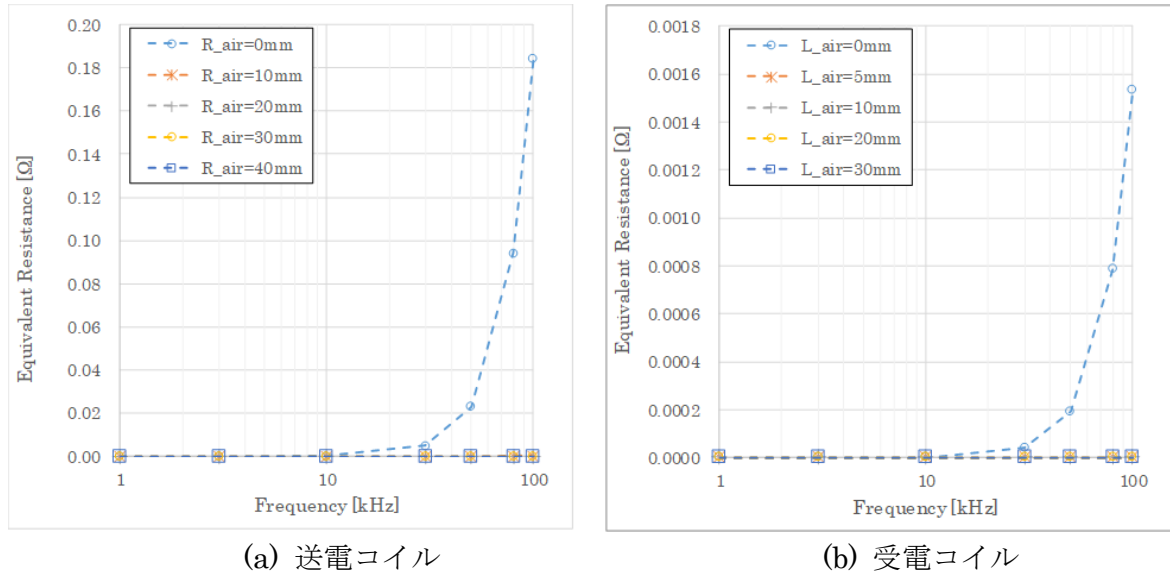 0.20
0.18
0.16
0.14
0.12
0.10
0.08
0.06
0.04
0.02
0.00
Equivalent Resistance [Ω]
R_air=0mm
R_air=10mm
R_air=20mm
R_air=30mm
R_air=40mm
1 10 100
Frequency [kHz]
(a) 送電コイル
0.0018
0.0016
0.0014
0.0012
0.0010
0.0008
0.0006
0.0004
0.0002
0.0000
Equivalent Resistance [Ω]
L_air=0mm
L_air=5mm
L_air=10mm
L_air=20mm
L_air=30mm
1 10 100
Frequency [kHz]
(b) 受電コイル